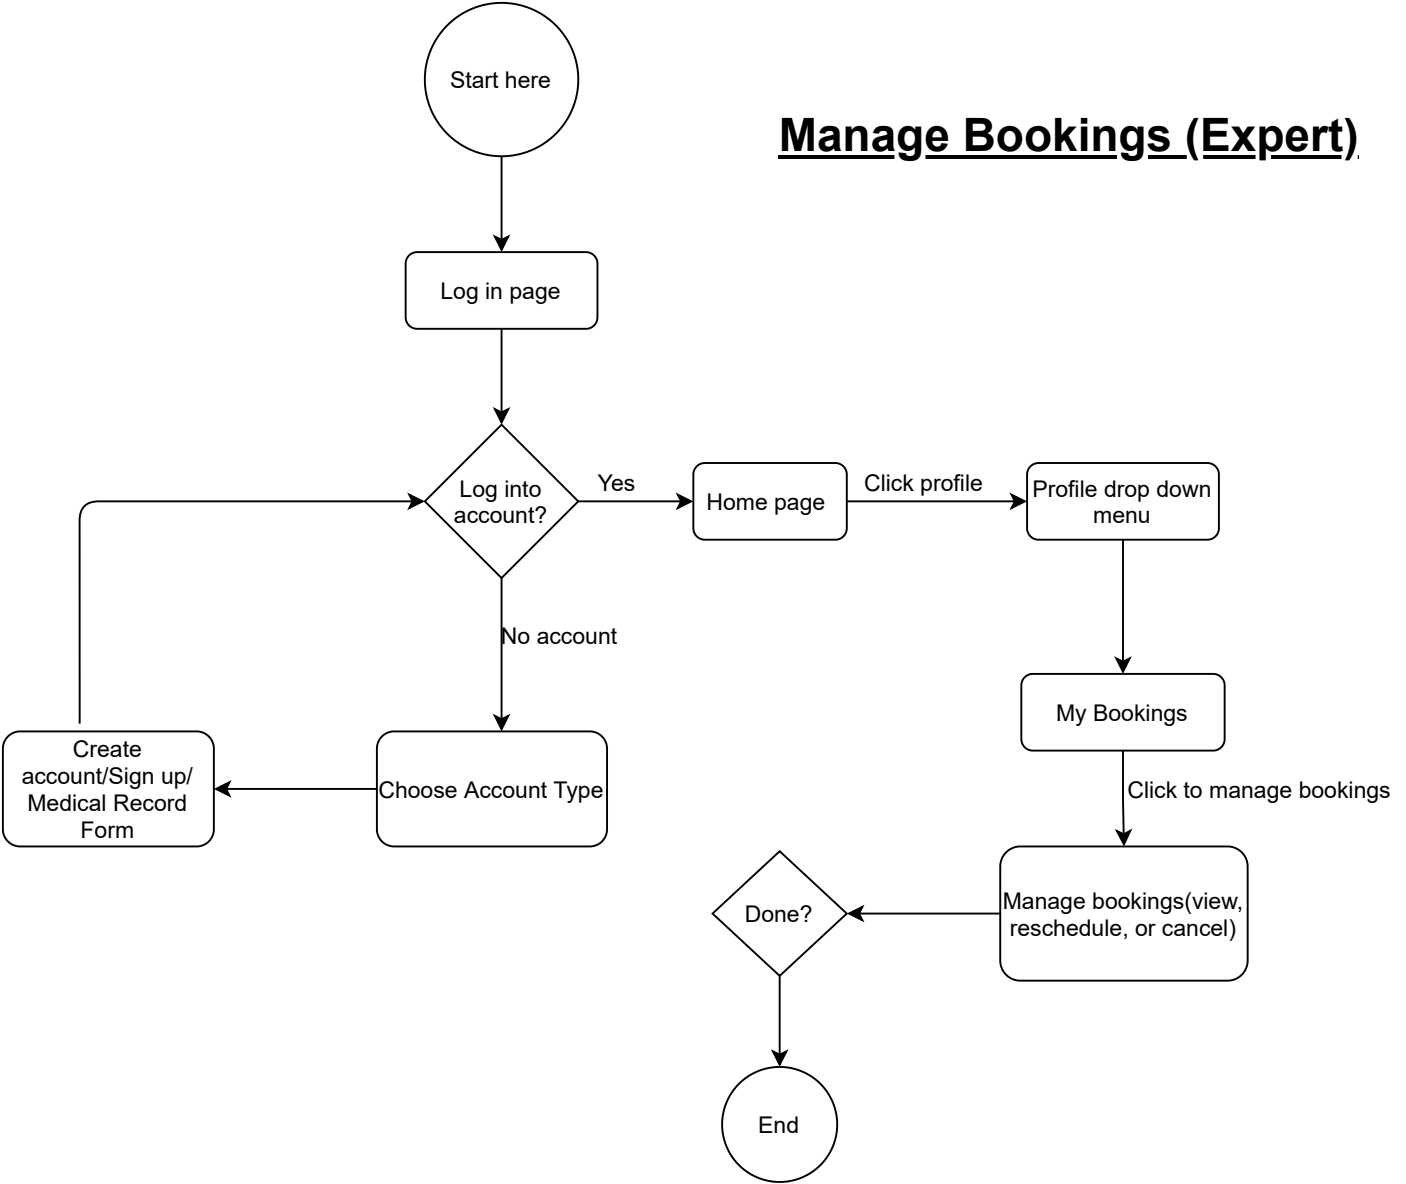 Start here
Manage Bookings (Expert)
Log in page
Log into
account?
Yes
Home page
Click profile
Profile drop down
menu
No account
My Bookings
Create
account/Sign up/
Medical Record
Form
Choose Account Type
Click to manage bookings
Manage bookings(view,
reschedule, or cancel)
Done?
End